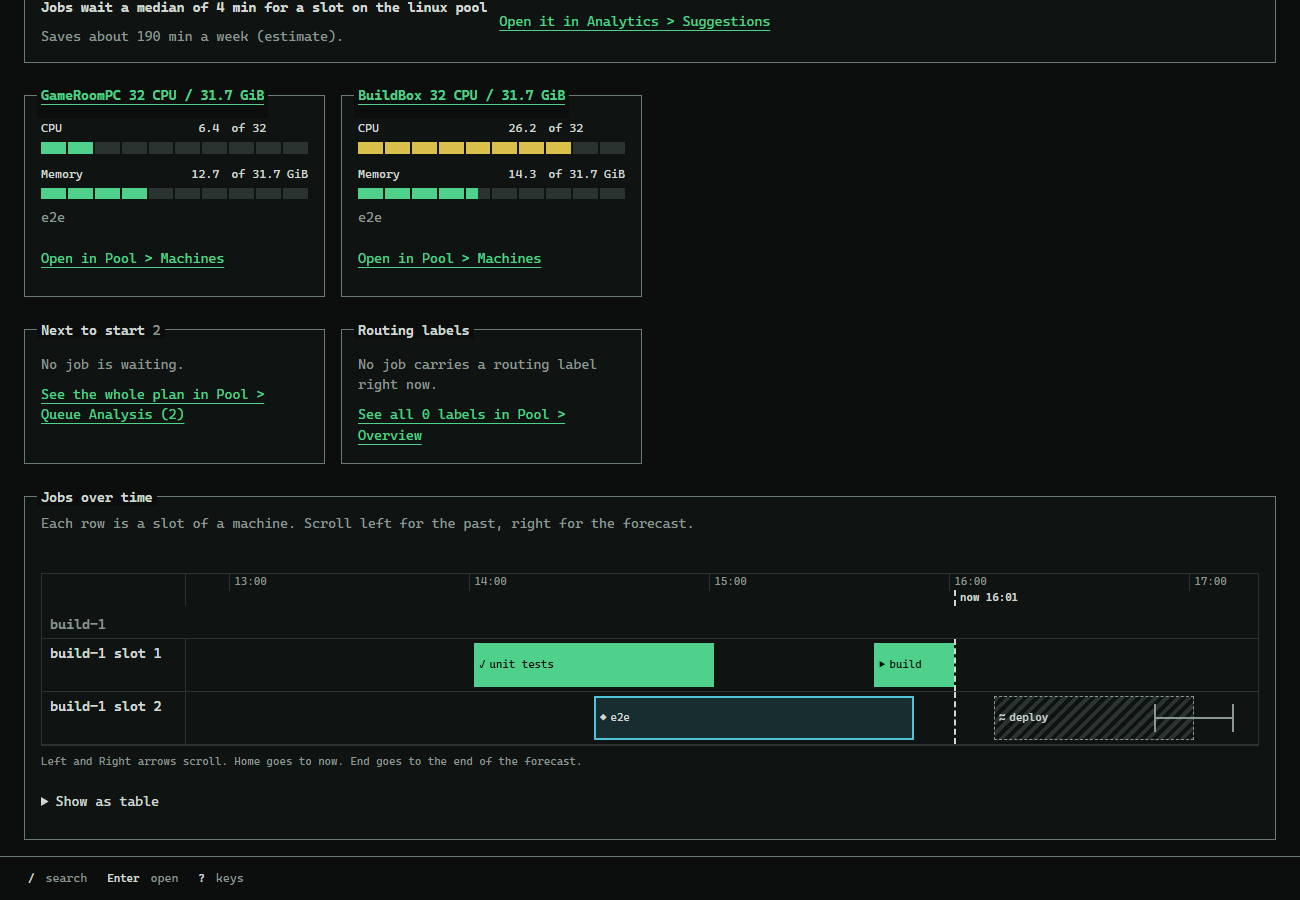 Jobs wait a median of 4 min for a slot on the linux pool
Open it in Analytics > Suggestions
Saves about 190 min a week (estimate).
GameRoomPC 32 CPU / 31.7 GiB
CPU 6.4 of 32
Memory 12.7 of 31.7 GiB
e2e
Open in Pool > Machines
BuildBox 32 CPU / 31.7 GiB
CPU 26.2 of 32
Memory 14.3 of 31.7 GiB
e2e
Open in Pool > Machines
Next to start 2
No job is waiting.
See the whole plan in Pool >
Queue Analysis (2)
Routing labels
No job carries a routing label
right now.
See all 0 labels in Pool >
Overview
Jobs over time
Each row is a slot of a machine. Scroll left for the past, right for the forecast.
13:00 14:00 15:00 16:00 17:00
now 16:01
build-1
build-1 slot 1
✓ unit tests
▶ build
build-1 slot 2
◆ e2e
≈ deploy
Left and Right arrows scroll. Home goes to now. End goes to the end of the forecast.
▶ Show as table
/ search Enter open ? keys